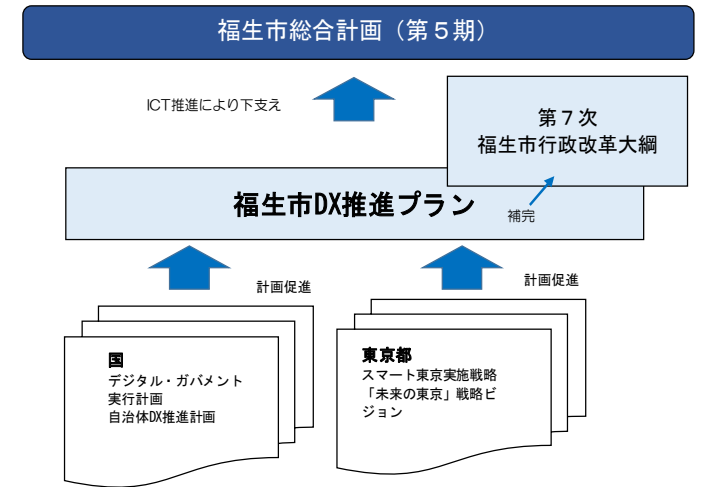 福生市総合計画（第５期）
ICT推進により下支え
第７次
福生市行政改革大綱
福生市DX推進プラン
補完
計画促進
計画促進
国
デジタル・ガバメント
実行計画
自治体DX推進計画
東京都
スマート東京実施戦略
「未来の東京」戦略ビ
ジョン